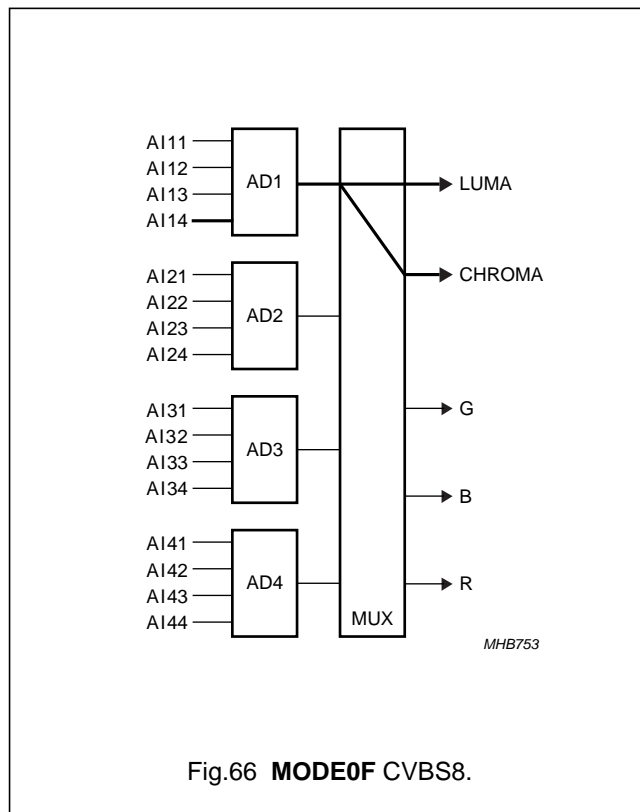 AI11
AI12
AI13
AI14
AD1
LUMA
CHROMA
AI21
AI22
AI23
AI24
AD2
AI31
AI32
AI33
AI34
AD3
G
B
AI41
AI42
AI43
AI44
AD4
R
MUX
MHB753
Fig.66 MODE0F CVBS8.